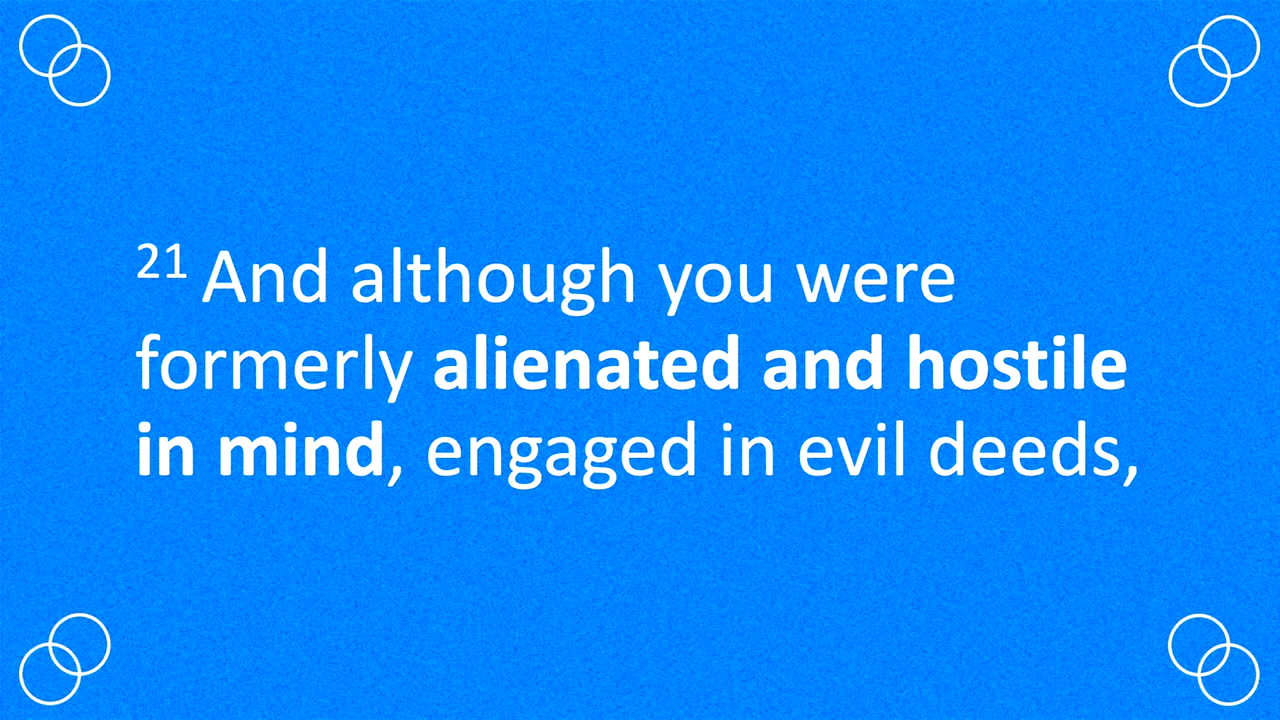 21 And although you were
formerly alienated and hostile
in mind, engaged in evil deeds,